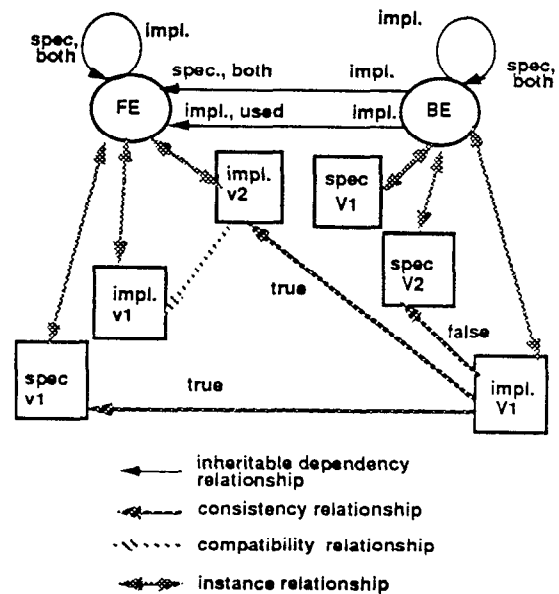 impl.
impl.
spec,
both
spec., both
impl.
spec,
both
FE
impl., used
impl.
BE
impl.
v2
spec
V1
impl.
v1
true
spec
V2
false
spec
v1
true
impl.
V1
inheritable dependency
relationship
consistency relationship
compatibility relationship
instance relationship